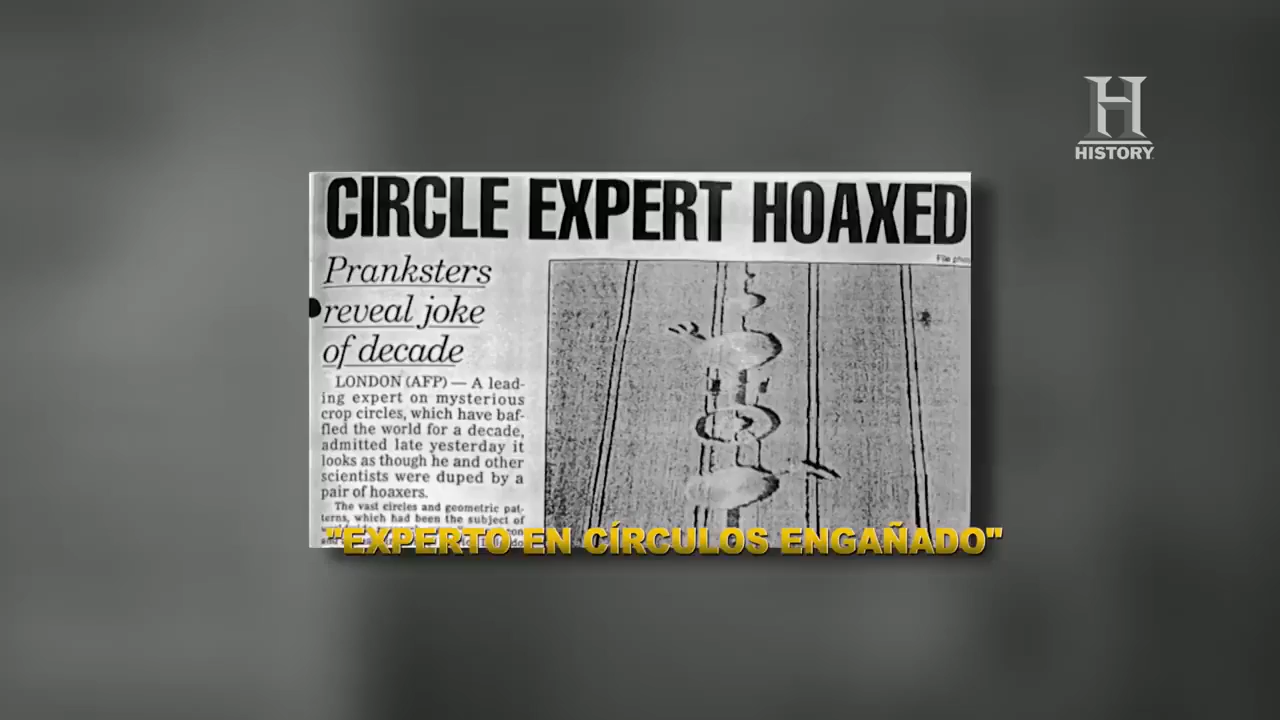 HISTORY
CIRCLE EXPERT HOAXED
File photo
Pranksters
reveal joke
of decade
LONDON (AFP) — A lead-
ing expert on mysterious
crop circles, which have baf-
fled the world for a decade,
admitted late yesterday it
looks as though he and other
scientists were duped by a
pair of hoaxers.
The vast circles and geometric pat-
terns, which had been the subject of
"EXPERTO EN CÍRCULOS ENGAÑADO"